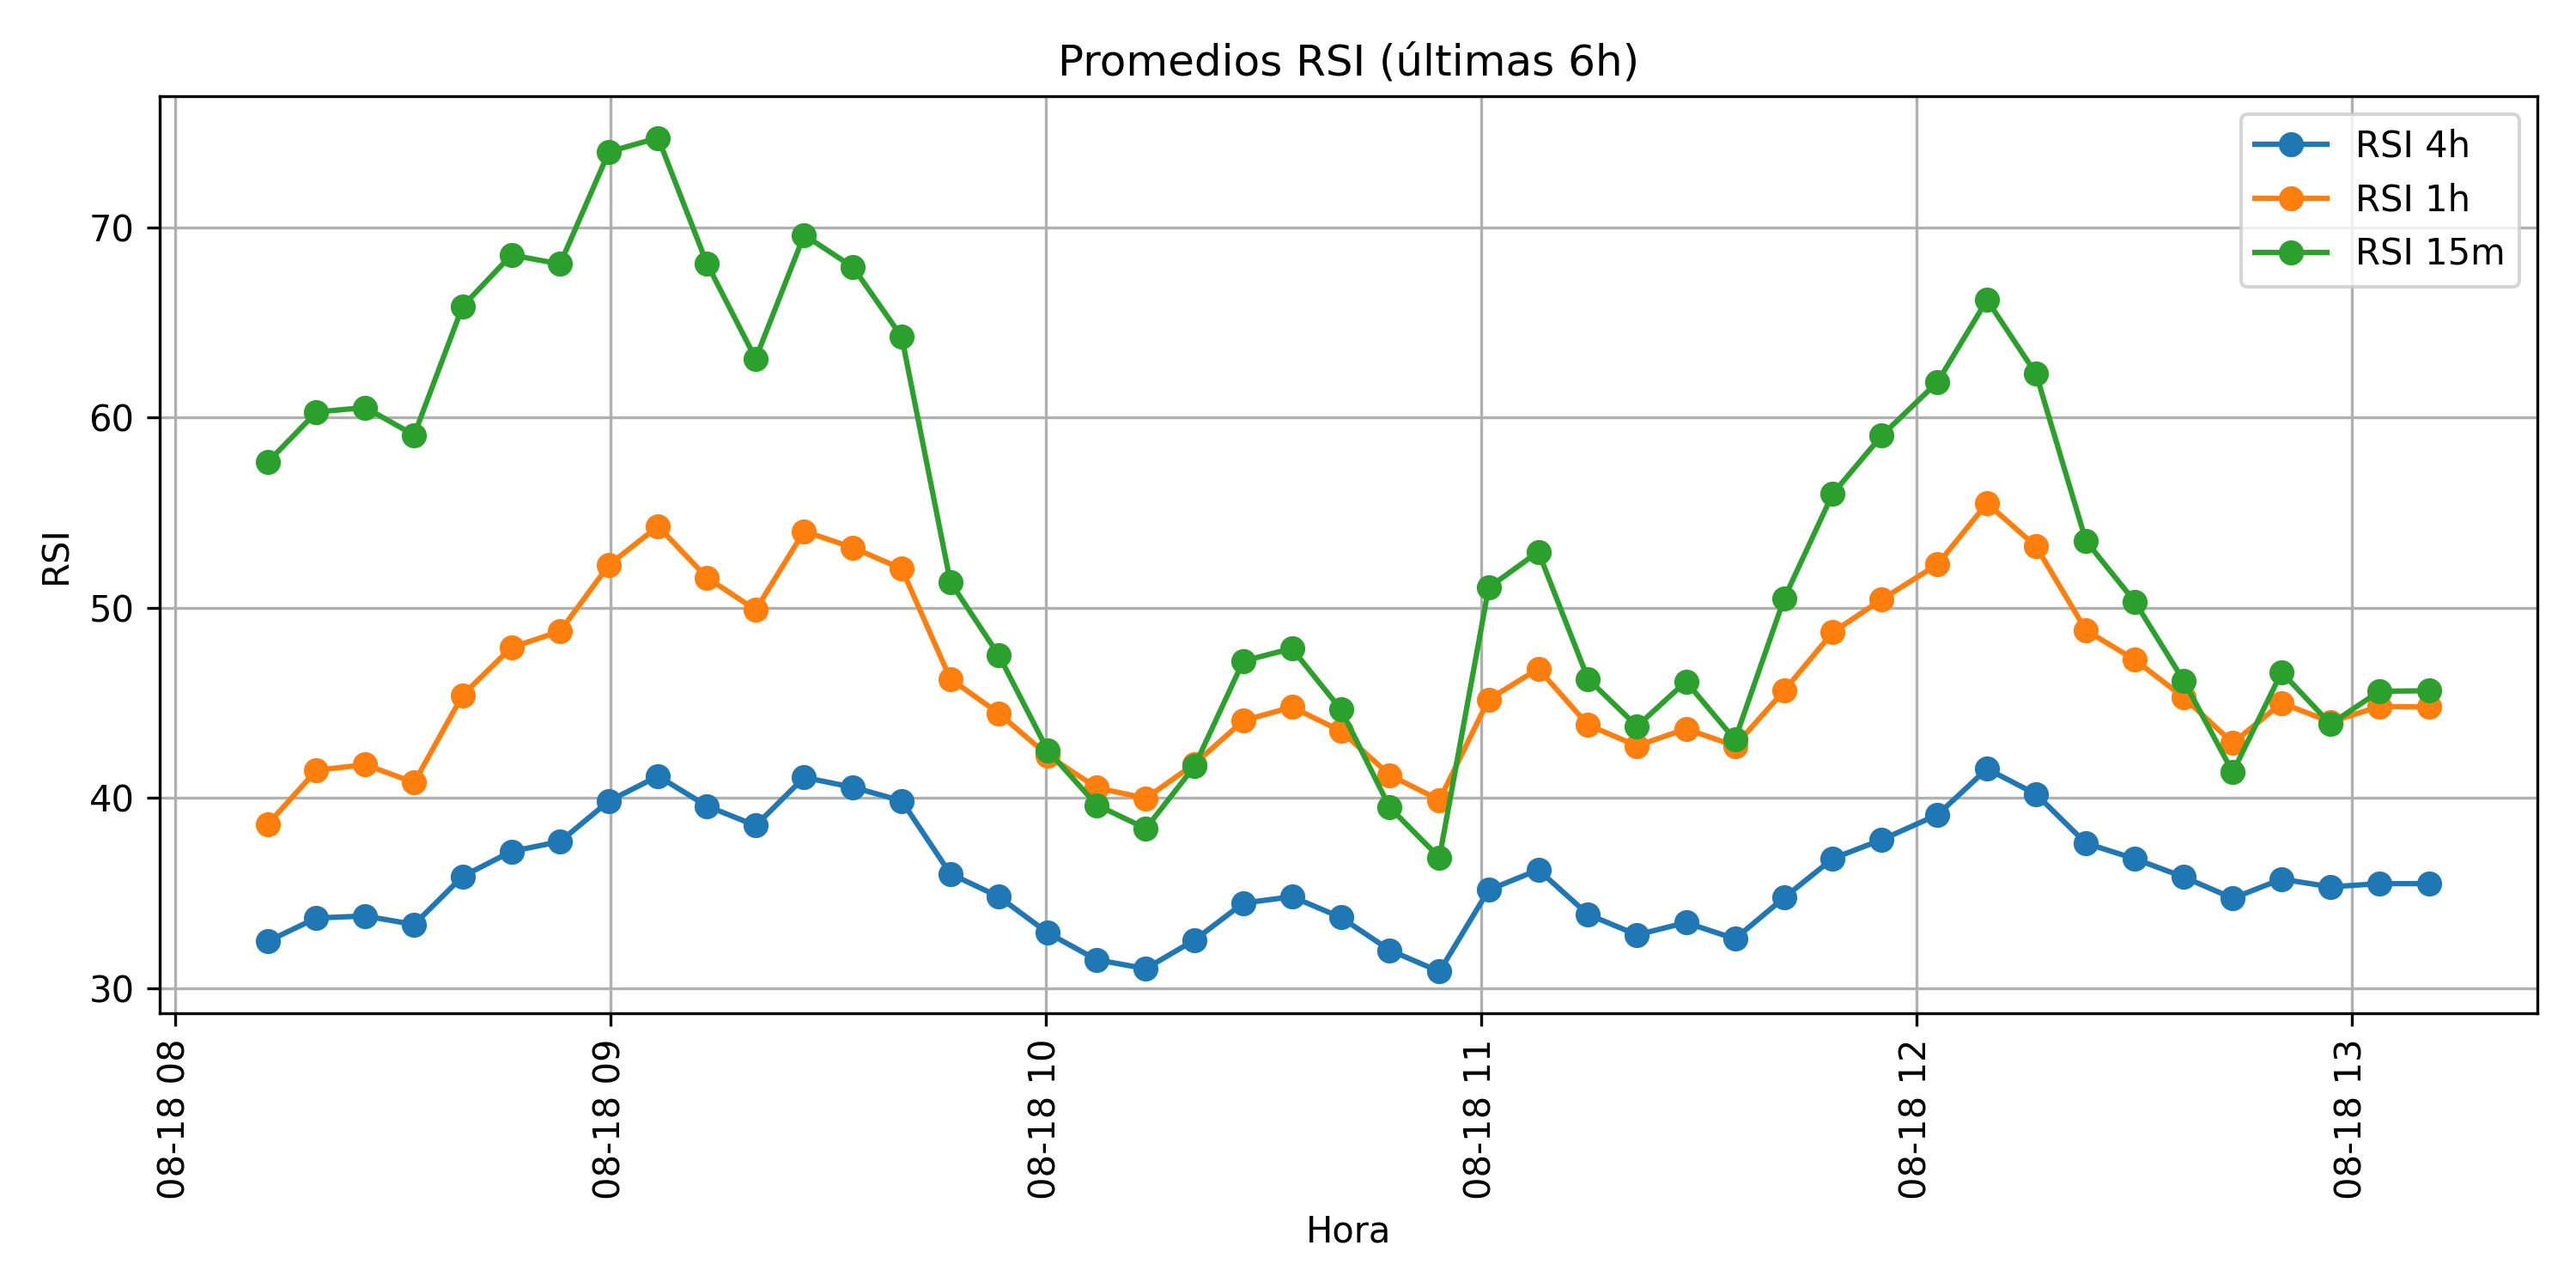 Promedios RSI (últimas 6h)
RSI 4h
RSI 1h
RSI 15m
RSI
70
60
50
40
30
08-18 08
08-18 09
08-18 10
08-18 11
08-18 12
08-18 13
Hora